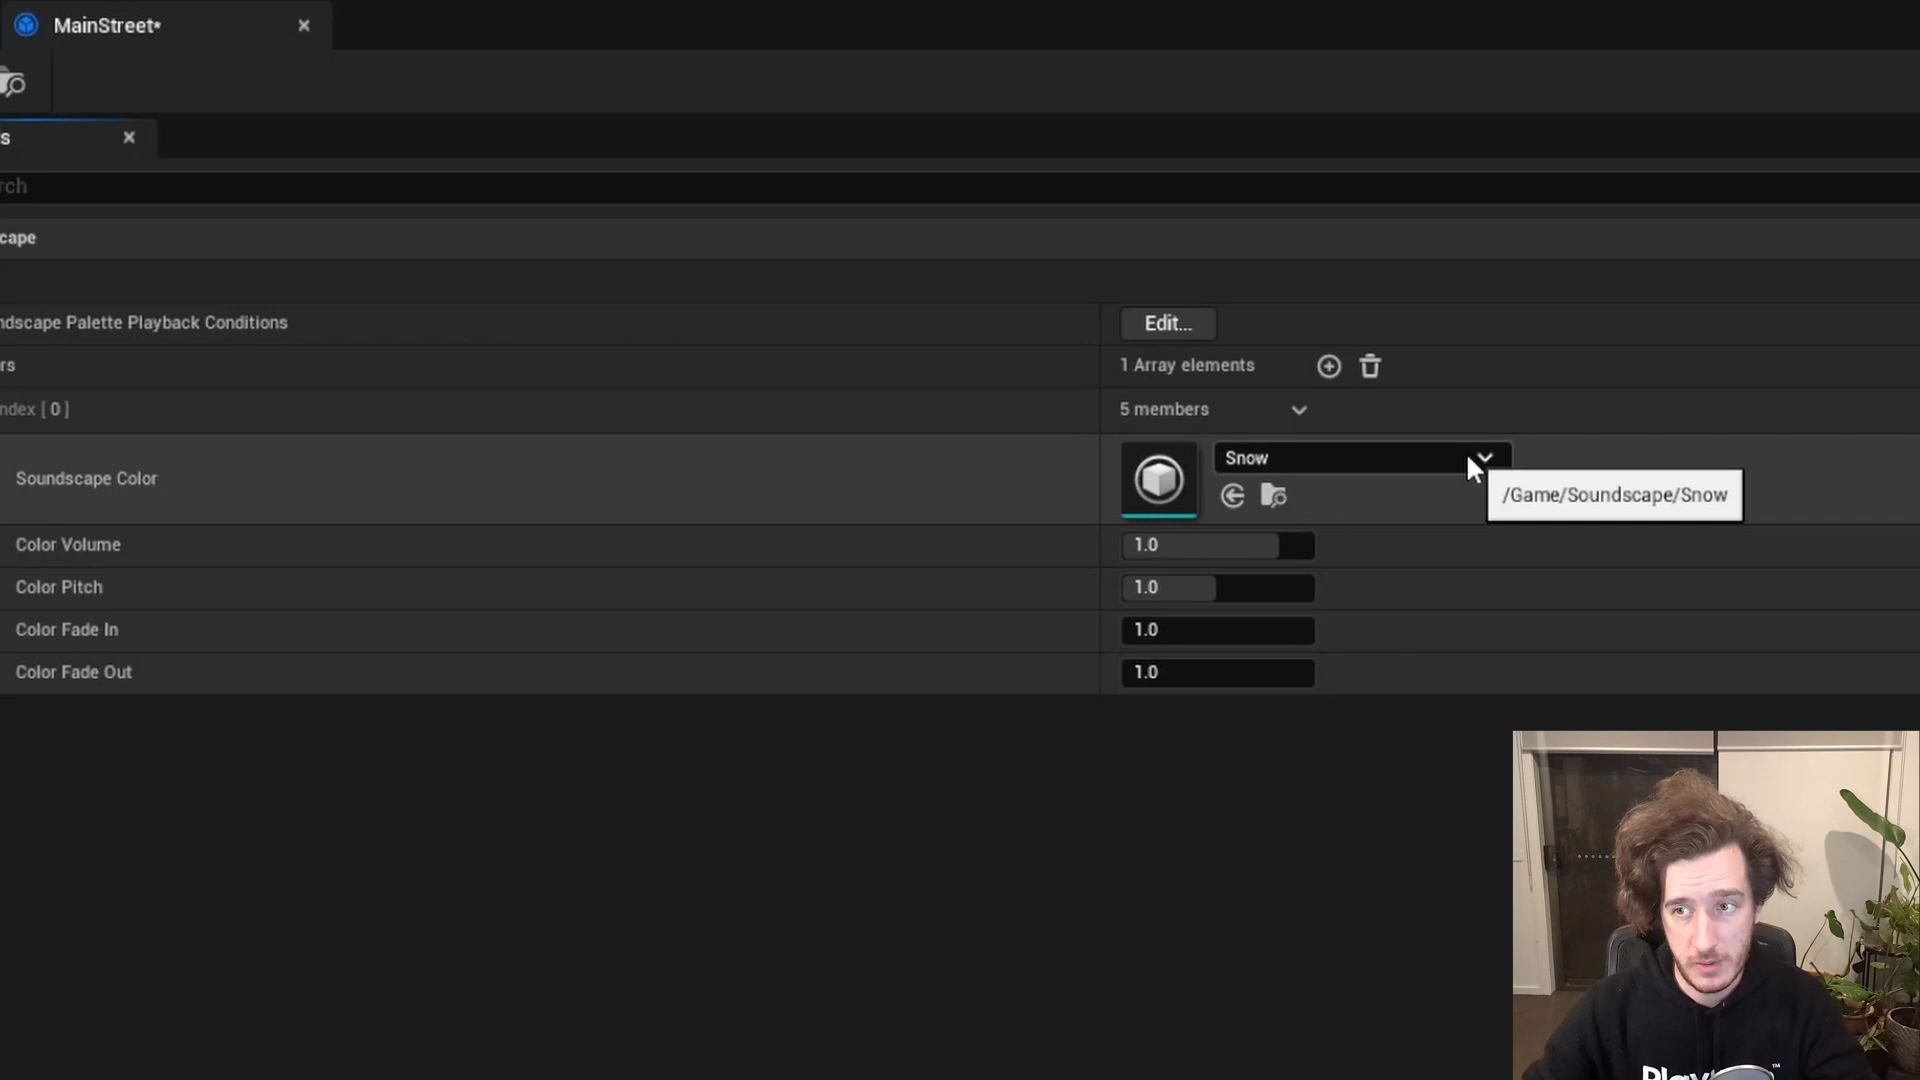 MainStreet*
s
rch
cape
ndscape Palette Playback Conditions
Edit...
rs
1 Array elements
ndex [ 0 ]
5 members
Soundscape Color
Snow
/Game/Soundscape/Snow
Color Volume
1.0
Color Pitch
1.0
Color Fade In
1.0
Color Fade Out
1.0